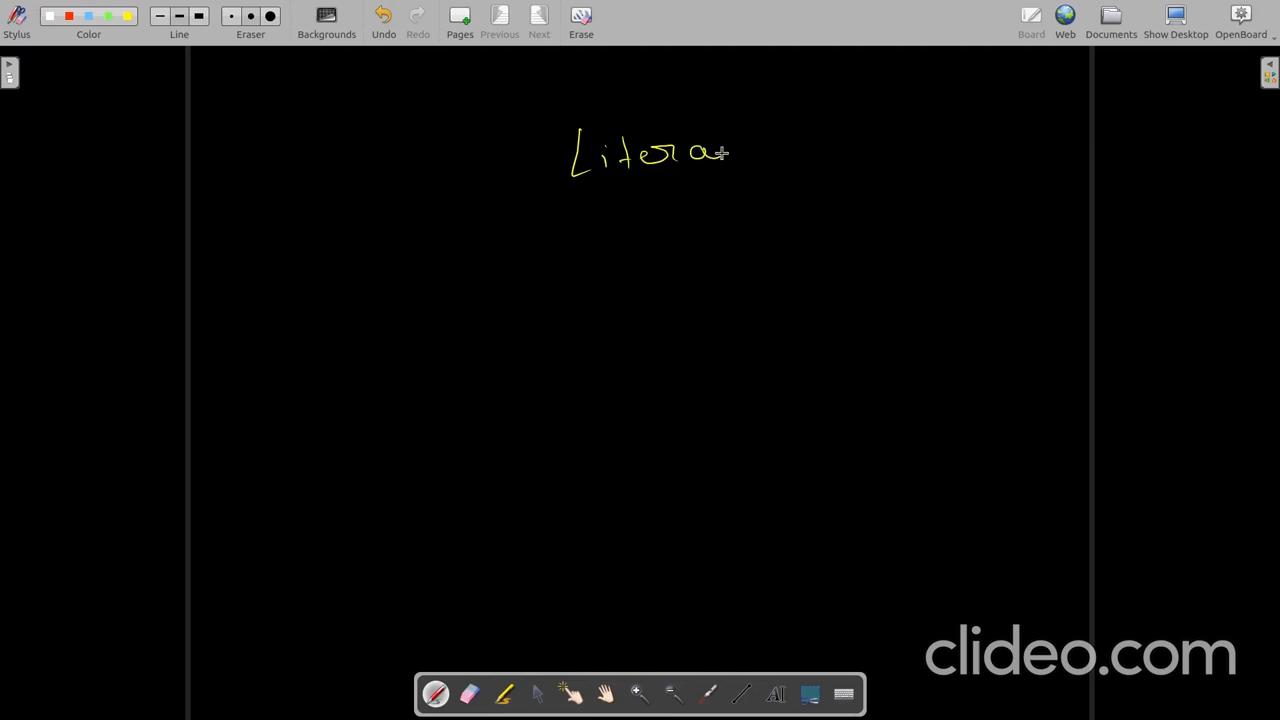 Stylus Color Line Eraser Backgrounds Undo Redo Pages Previous Next Erase Board Web Documents Show Desktop OpenBoard
Litera
AI
clideo.com